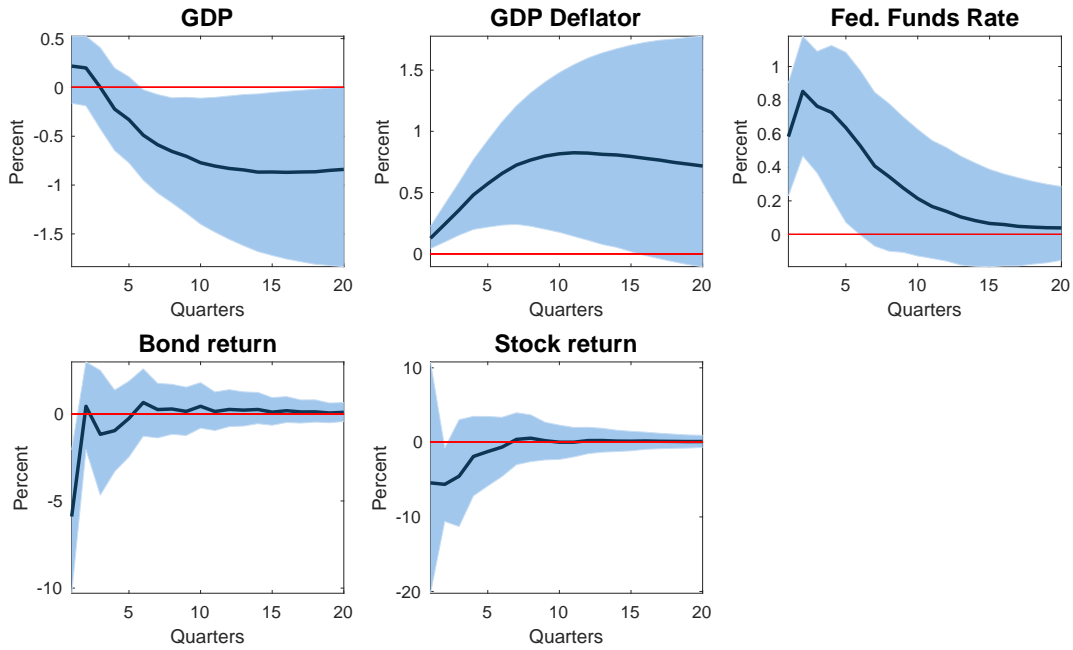 GDP
0.5
0
-0.5
-1
-1.5
Percent
5
10
15
20
Quarters
GDP Deflator
1.5
1
0.5
0
Percent
5
10
15
20
Quarters
Fed. Funds Rate
1
0.8
0.6
0.4
0.2
0
Percent
5
10
15
20
Quarters
Bond return
0
-5
-10
Percent
5
10
15
20
Quarters
Stock return
10
0
-10
-20
Percent
5
10
15
20
Quarters